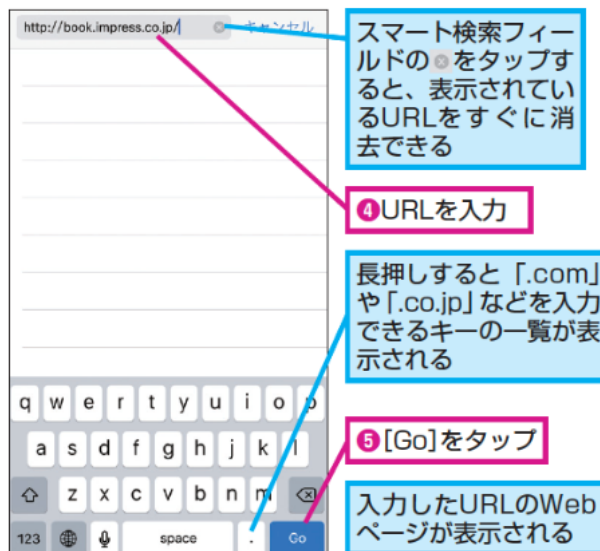 http://book.impress.co.jp/
キャンセル
スマート検索フィー
ルドの をタップす
ると、表示されてい
るURLをすぐに消
去できる
❹URLを入力
長押しすると「.com」
や「.co.jp」などを入力
できるキーの一覧が表
示される
q w e r t y u i o p
a s d f g h j k l
z x c v b n m
123 space . Go
❺[Go]をタップ
入力したURLのWeb
ページが表示される